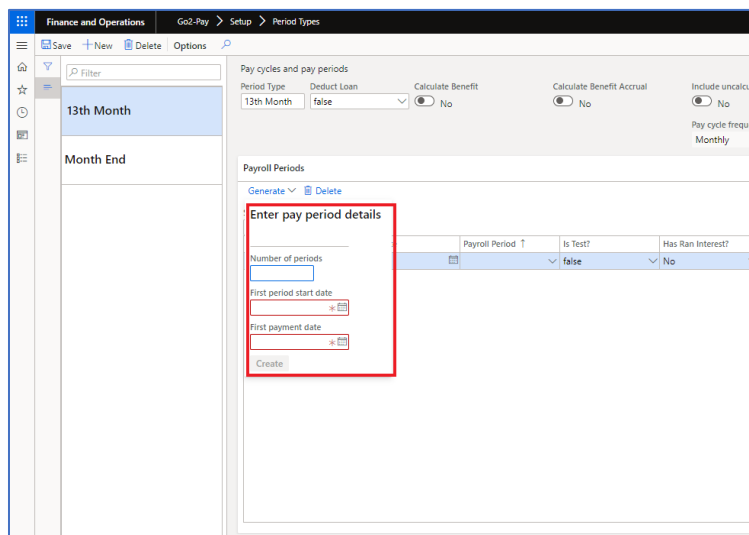 Finance and Operations Go2-Pay > Setup > Period Types
Save New Delete Options
Filter
13th Month
Month End
Pay cycles and pay periods
Period Type Deduct Loan Calculate Benefit Calculate Benefit Accrual Include uncalcu
13th Month false No No No
Pay cycle frequ
Monthly
Payroll Periods
Generate Delete
Enter pay period details
Payroll Period ↑ Is Test? Has Ran Interest?
false No
Number of periods
First period start date
*
First payment date
*
Create